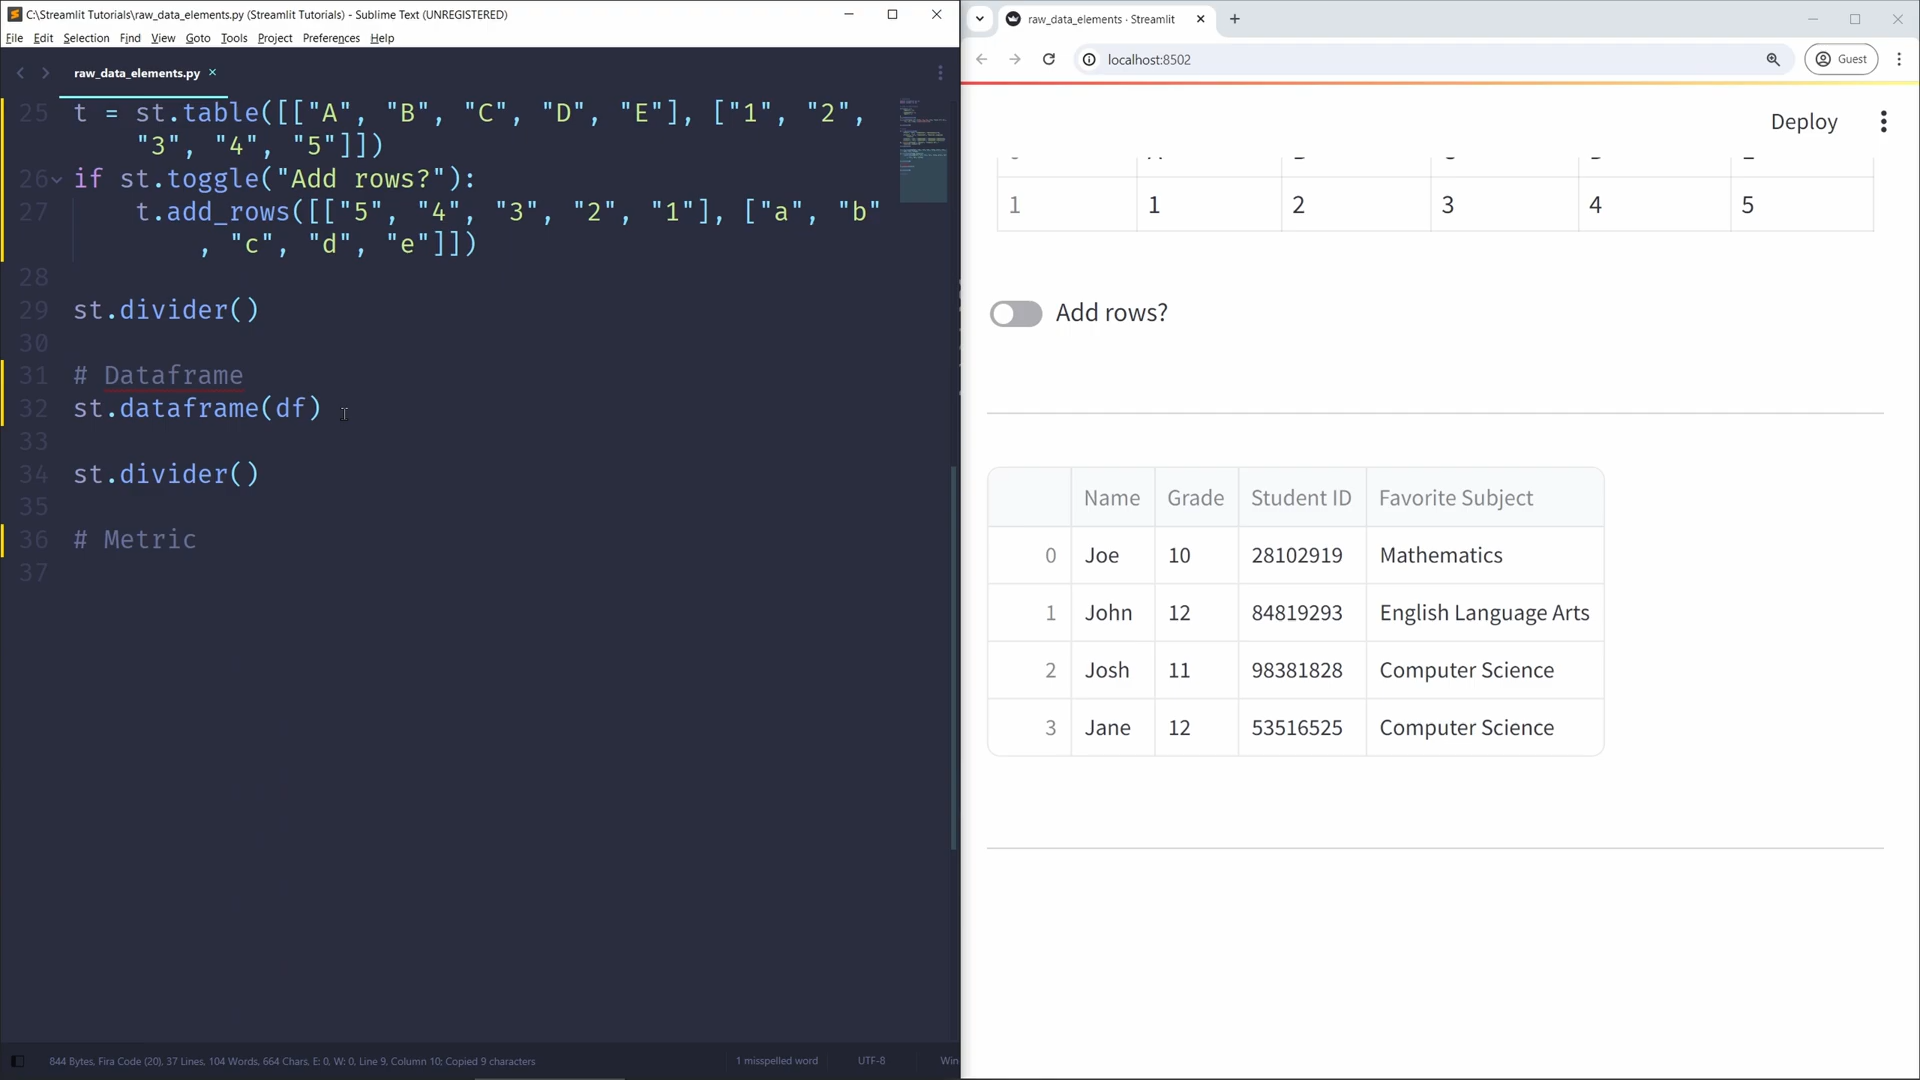 C:\Streamlit Tutorials\raw_data_elements.py (Streamlit Tutorials) - Sublime Text (UNREGISTERED)
File Edit Selection Find View Goto Tools Project Preferences Help
raw_data_elements.py
25 t = st.table([["A", "B", "C", "D", "E"], ["1", "2",
"3", "4", "5"]])
26 if st.toggle("Add rows?"):
27 t.add_rows([["5", "4", "3", "2", "1"], ["a", "b"
, "c", "d", "e"]])
28
29 st.divider()
30
31 # Dataframe
32 st.dataframe(df)
33
34 st.divider()
35
36 # Metric
37
844 Bytes, Fira Code (20), 37 Lines, 104 Words, 664 Chars, E: 0, W: 0, Line 9, Column 10; Copied 9 characters
1 misspelled word
UTF-8
Win
raw_data_elements · Streamlit
localhost:8502
Guest
Deploy
1 1 2 3 4 5
Add rows?
Name Grade Student ID Favorite Subject
0 Joe 10 28102919 Mathematics
1 John 12 84819293 English Language Arts
2 Josh 11 98381828 Computer Science
3 Jane 12 53516525 Computer Science